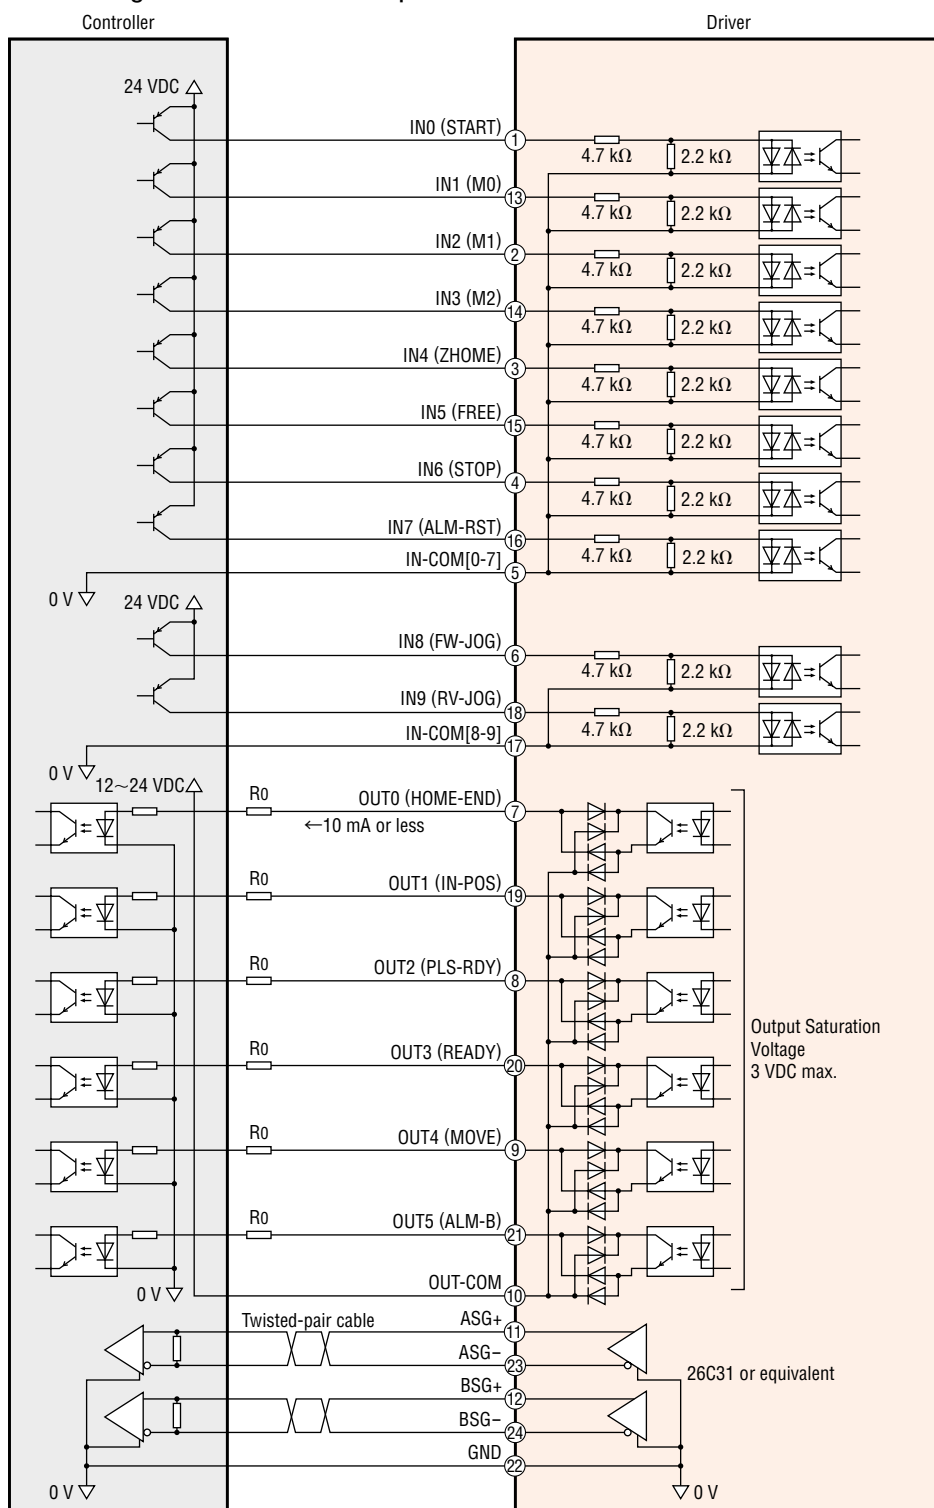 Controller
Driver
24 VDC
IN0 (START)
1
4.7 kΩ
2.2 kΩ
IN1 (M0)
13
4.7 kΩ
2.2 kΩ
IN2 (M1)
2
4.7 kΩ
2.2 kΩ
IN3 (M2)
14
4.7 kΩ
2.2 kΩ
IN4 (ZHOME)
3
4.7 kΩ
2.2 kΩ
IN5 (FREE)
15
4.7 kΩ
2.2 kΩ
IN6 (STOP)
4
4.7 kΩ
2.2 kΩ
IN7 (ALM-RST)
16
4.7 kΩ
2.2 kΩ
IN-COM[0-7]
5
0 V
24 VDC
IN8 (FW-JOG)
6
4.7 kΩ
2.2 kΩ
IN9 (RV-JOG)
18
4.7 kΩ
2.2 kΩ
IN-COM[8-9]
17
0 V
12~24 VDC
R0
OUT0 (HOME-END)
7
←10 mA or less
R0
OUT1 (IN-POS)
19
R0
OUT2 (PLS-RDY)
8
Output Saturation
Voltage
3 VDC max.
R0
OUT3 (READY)
20
R0
OUT4 (MOVE)
9
R0
OUT5 (ALM-B)
21
0 V
OUT-COM
10
Twisted-pair cable
ASG+
11
ASG−
23
26C31 or equivalent
BSG+
12
BSG−
24
GND
22
0 V
0 V